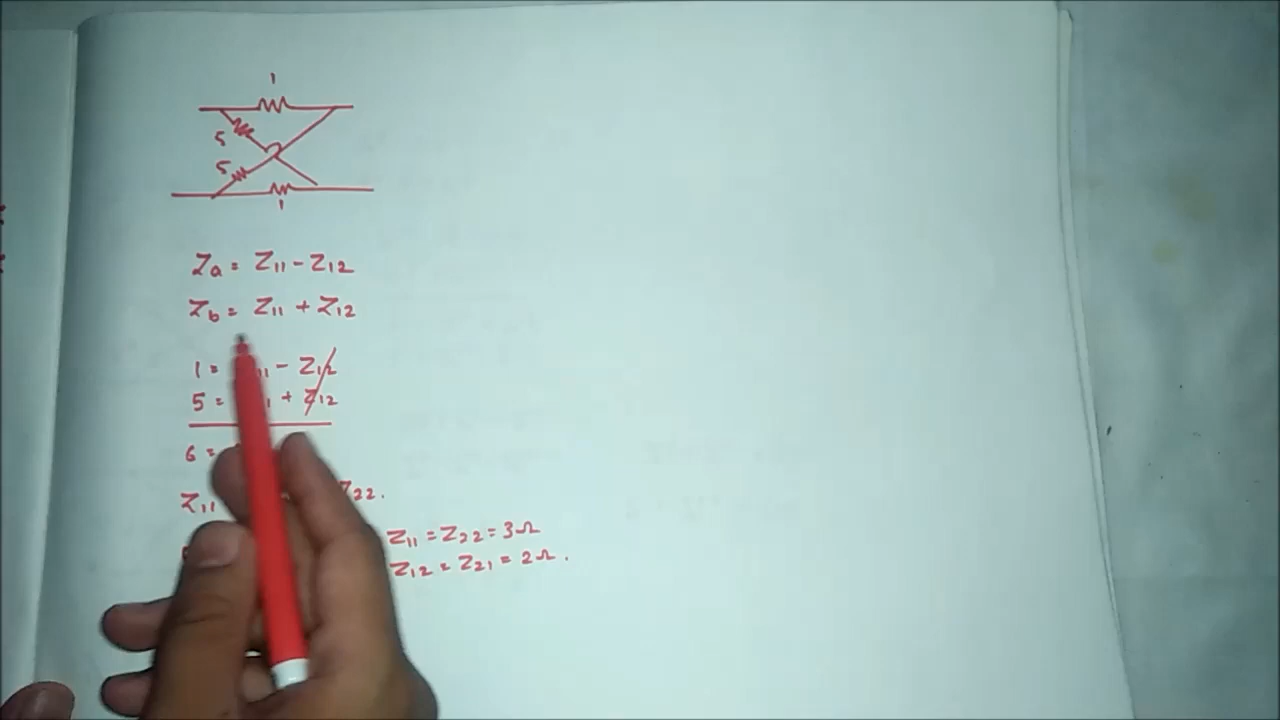 1
5
5
1
Za = Z11 - Z12
Zb = Z11 + Z12
1 = - Z12
5 = + Z12
6 =
Z11 Z22.
Z11 = Z22 = 3Ω
Z12 = Z21 = 2Ω.